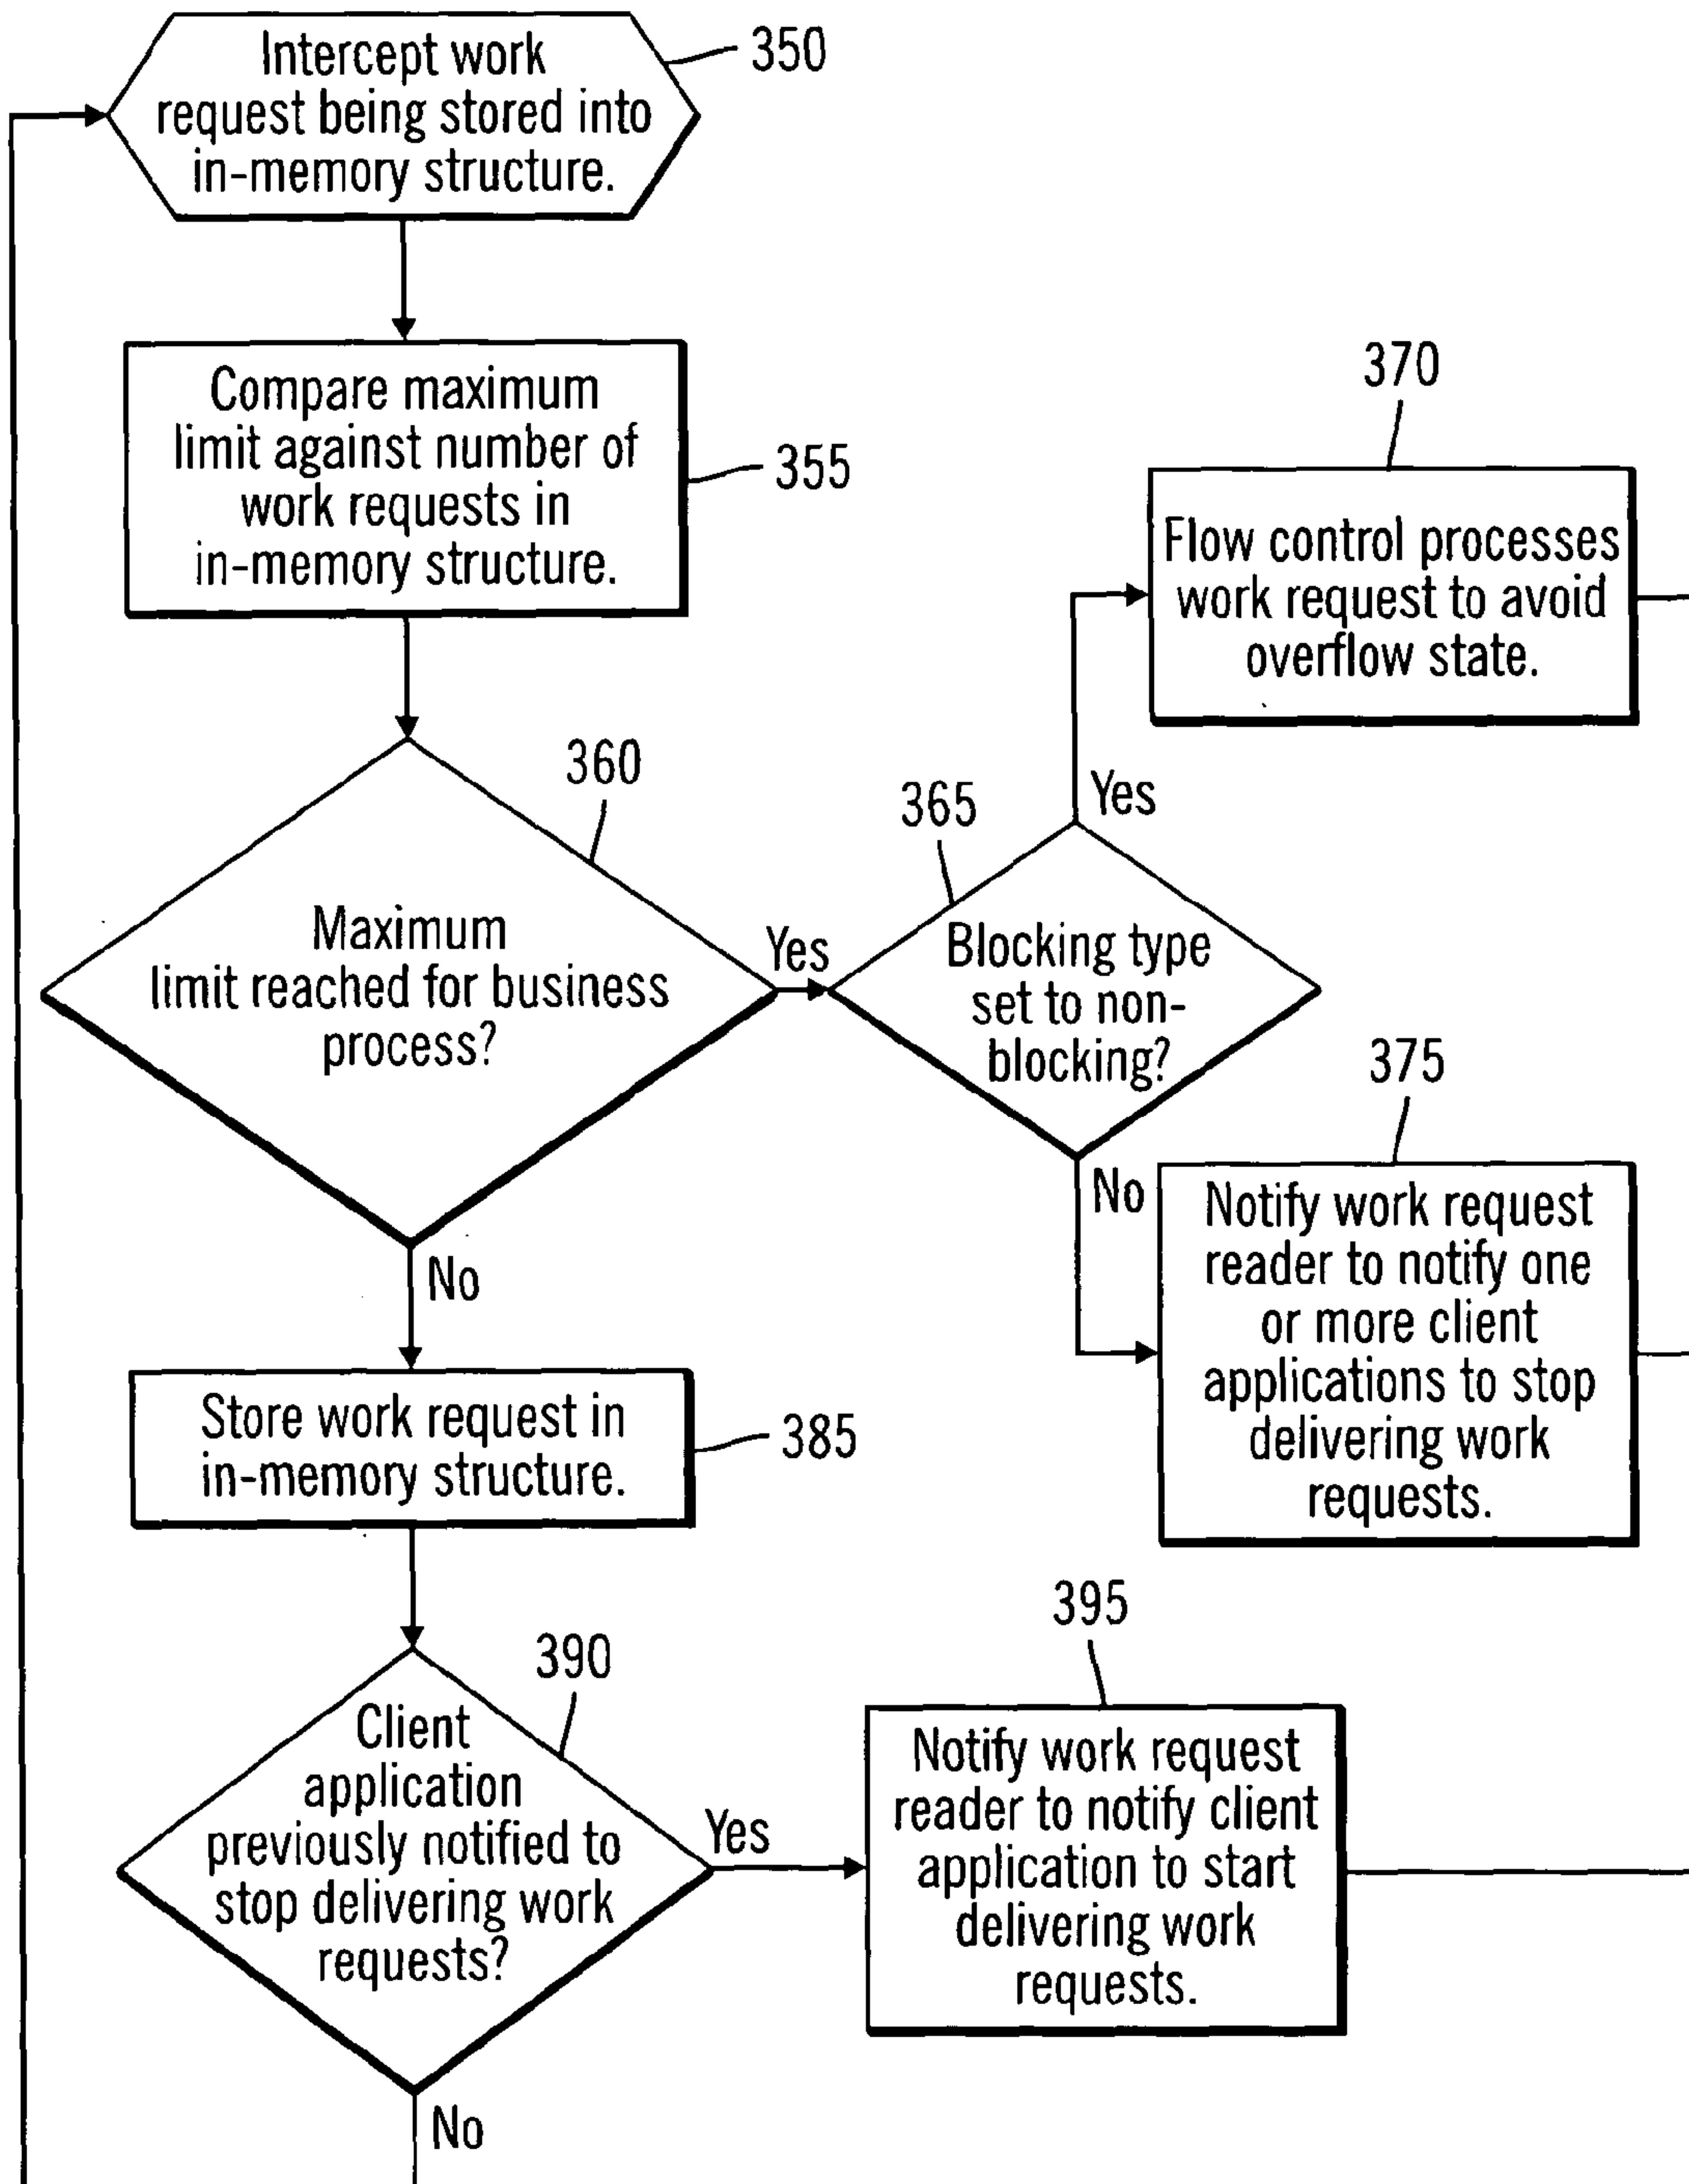 Intercept work
request being stored into
in-memory structure.
350
Compare maximum
limit against number of
work requests in
in-memory structure.
355
360
Maximum
limit reached for business
process?
Yes
No
365
Blocking type
set to non-
blocking?
Yes
No
370
Flow control processes
work request to avoid
overflow state.
375
Notify work request
reader to notify one
or more client
applications to stop
delivering work
requests.
Store work request in
in-memory structure.
385
390
Client
application
previously notified to
stop delivering work
requests?
Yes
No
395
Notify work request
reader to notify client
application to start
delivering work
requests.